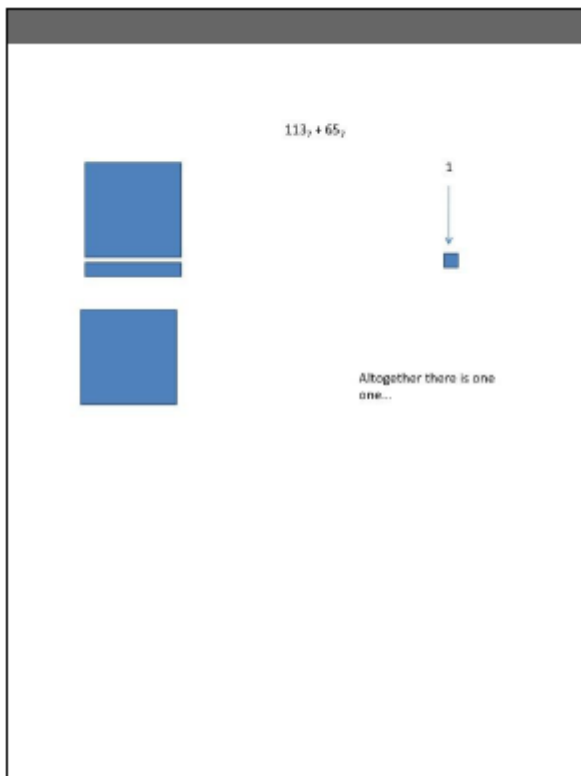 113₇ + 65₇
1
Altogether there is one
one...